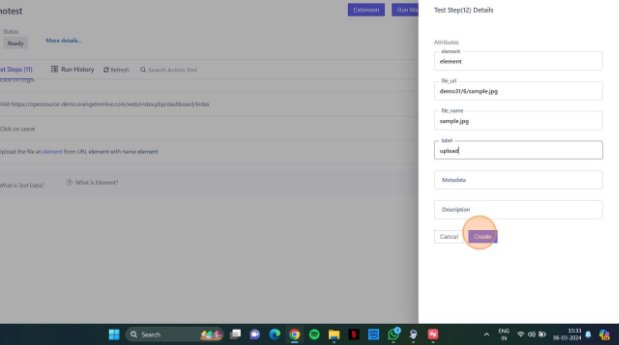 notest
Extension
Run Me
Status
Ready
More details...
Test Step(12) Details
Attributes
element
element
file_url
demo31/6/sample.jpg
file_name
sample.jpg
label
upload
Metadata
Description
Cancel
Create
st Steps (11)
Run History
Refresh
Search Action Text
Click on Login.
Visit https://opensource-demo.orangehrmlive.com/web/index.php/dashboard/index
Click on Leave
Upload the file at element from URL element with name element
What is Test Data?
What is Element?
Search
ENG
IN
15:33
06-03-2024